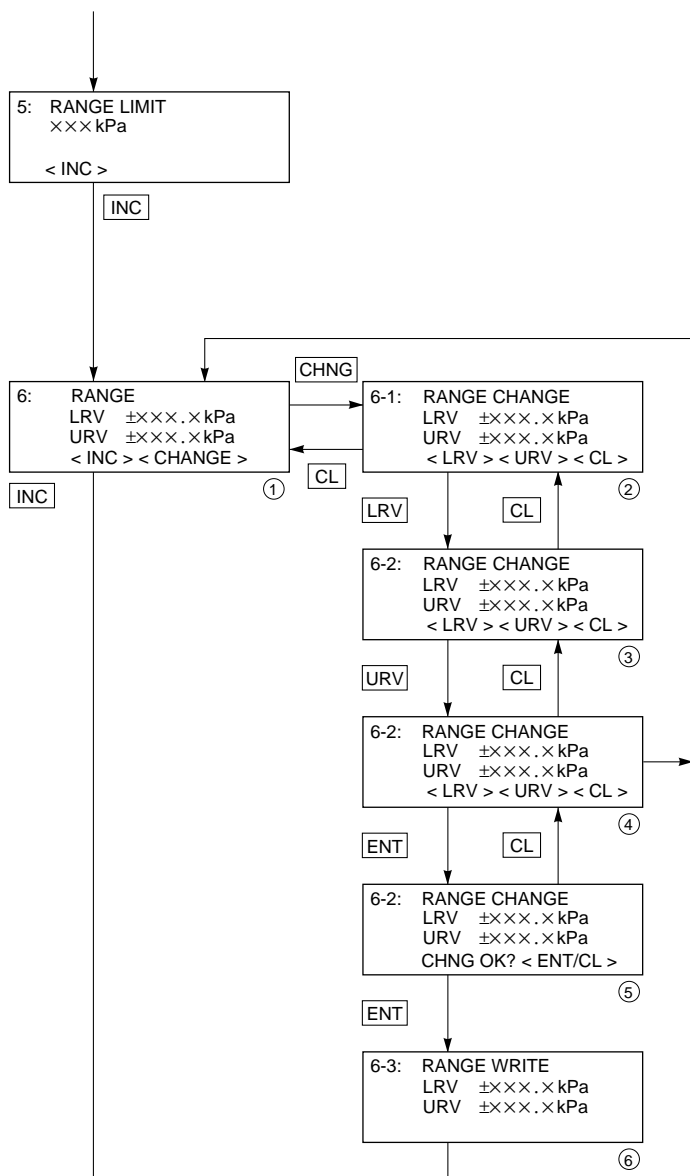 5: RANGE LIMIT
××× kPa
< INC >
INC
CHNG
6: RANGE
LRV ±×××.× kPa
URV ±×××.× kPa
< INC > < CHANGE >
①
INC
CL
6-1: RANGE CHANGE
LRV ±×××.× kPa
URV ±×××.× kPa
< LRV > < URV > < CL >
②
LRV
CL
6-2: RANGE CHANGE
LRV ±×××.× kPa
URV ±×××.× kPa
< LRV > < URV > < CL >
③
URV
CL
6-2: RANGE CHANGE
LRV ±×××.× kPa
URV ±×××.× kPa
< LRV > < URV > < CL >
④
ENT
CL
6-2: RANGE CHANGE
LRV ±×××.× kPa
URV ±×××.× kPa
CHNG OK? < ENT/CL >
⑤
ENT
6-3: RANGE WRITE
LRV ±×××.× kPa
URV ±×××.× kPa
⑥